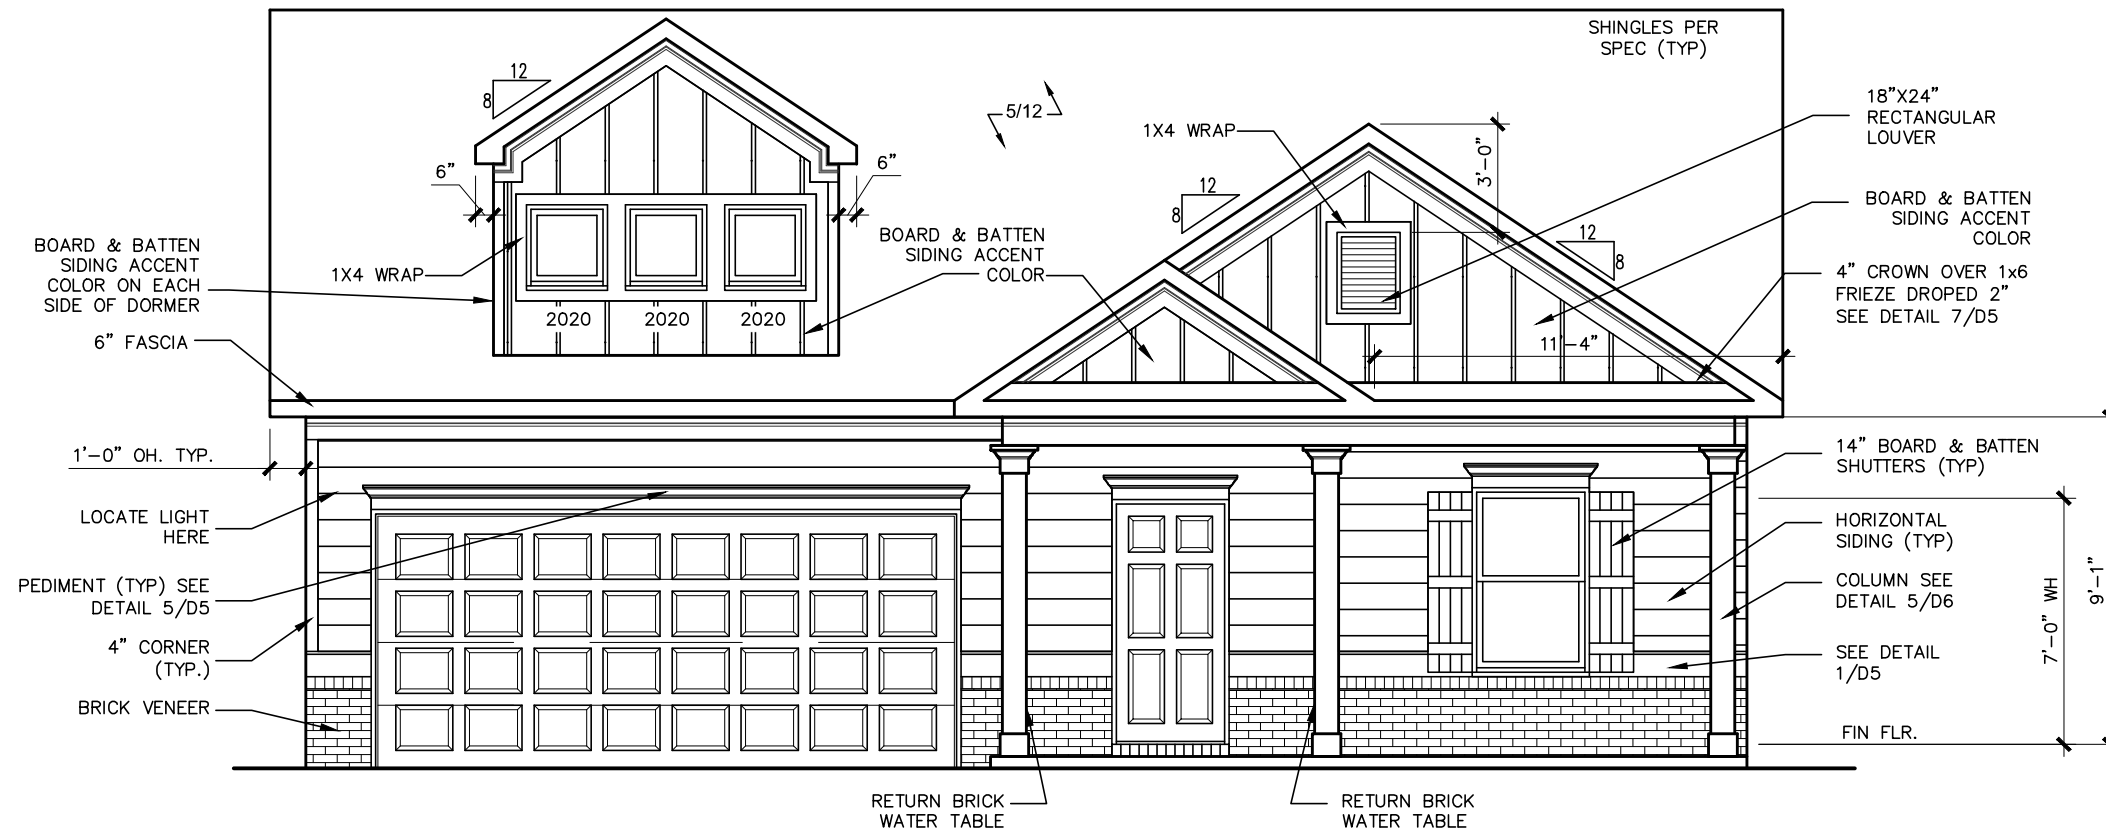 SHINGLES PER
SPEC (TYP)
12
8
5/12
1X4 WRAP
18"X24"
RECTANGULAR
LOUVER
3'-0"
6"
6"
12
8
BOARD & BATTEN
SIDING ACCENT
COLOR
BOARD & BATTEN
SIDING ACCENT
COLOR
12
8
BOARD & BATTEN
SIDING ACCENT
COLOR ON EACH
SIDE OF DORMER
1X4 WRAP
4" CROWN OVER 1x6
FRIEZE DROPED 2"
SEE DETAIL 7/D5
2020
2020
2020
6" FASCIA
11'-4"
1'-0" OH. TYP.
14" BOARD & BATTEN
SHUTTERS (TYP)
LOCATE LIGHT
HERE
HORIZONTAL
SIDING (TYP)
PEDIMENT (TYP) SEE
DETAIL 5/D5
COLUMN SEE
DETAIL 5/D6
7'-0" WH
9'-1"
4" CORNER
(TYP.)
SEE DETAIL
1/D5
BRICK VENEER
FIN FLR.
RETURN BRICK
WATER TABLE
RETURN BRICK
WATER TABLE